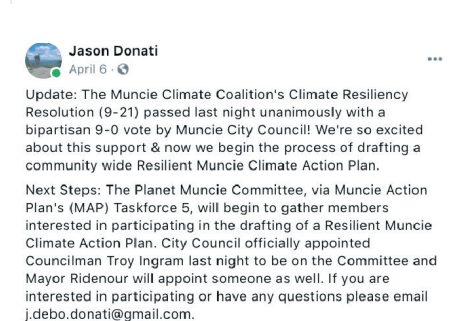 Jason Donati
April 6 ·
Update: The Muncie Climate Coalition's Climate Resiliency
Resolution (9-21) passed last night unanimously with a
bipartisan 9-0 vote by Muncie City Council! We're so excited
about this support & now we begin the process of drafting a
community wide Resilient Muncie Climate Action Plan.
Next Steps: The Planet Muncie Committee, via Muncie Action
Plan's (MAP) Taskforce 5, will begin to gather members
interested in participating in the drafting of a Resilient Muncie
Climate Action Plan. City Council officially appointed
Councilman Troy Ingram last night to be on the Committee and
Mayor Ridenour will appoint someone as well. If you are
interested in participating or have any questions please email
j.debo.donati@gmail.com.